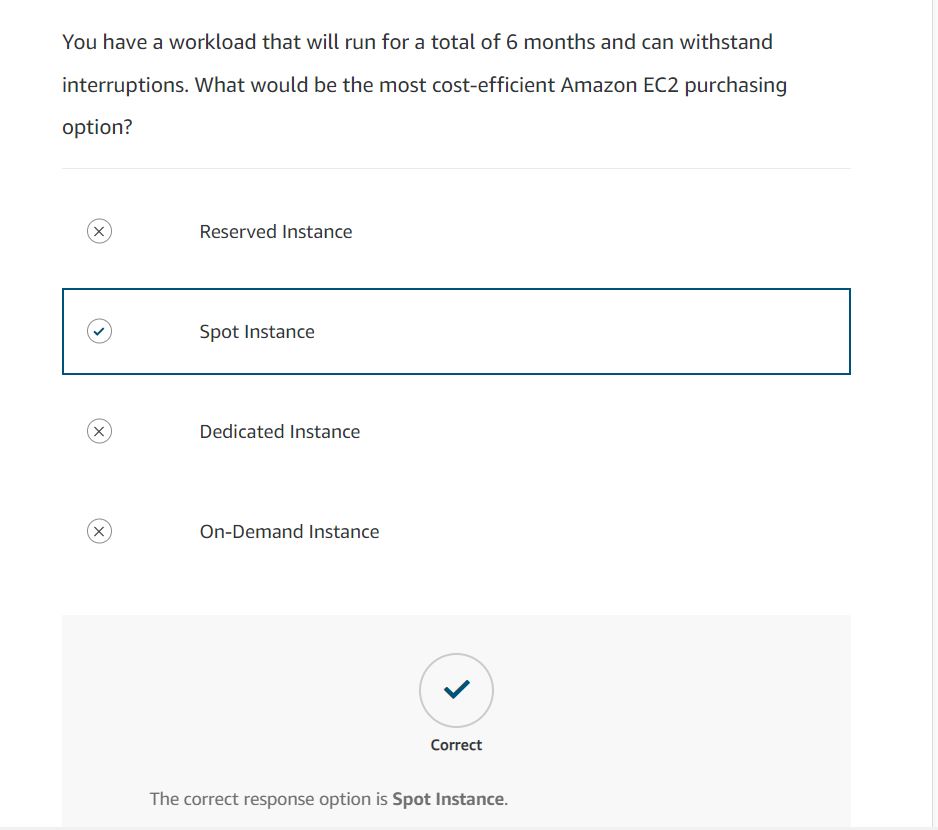 You have a workload that will run for a total of 6 months and can withstand
interruptions. What would be the most cost-efficient Amazon EC2 purchasing
option?
Reserved Instance
Spot Instance
Dedicated Instance
On-Demand Instance
Correct
The correct response option is Spot Instance.